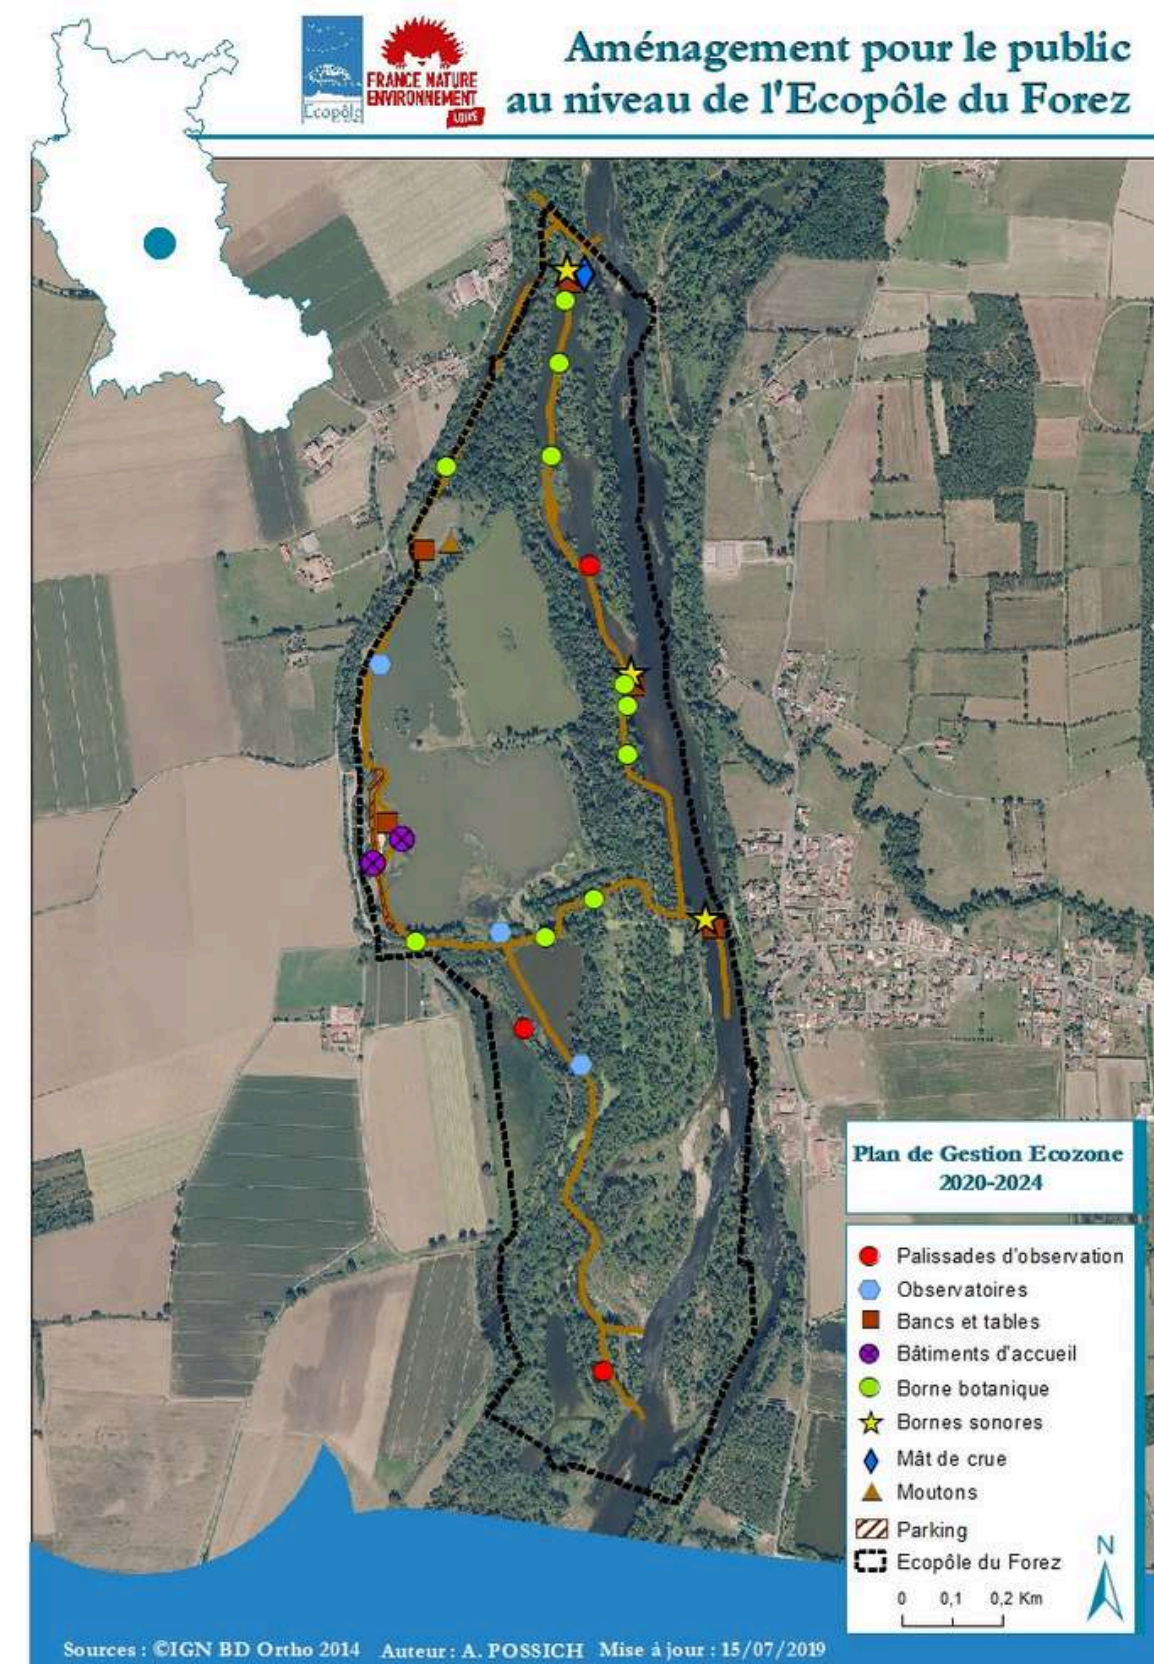 Ecopôle
FRANCE NATURE
ENVIRONNEMENT
LOIRE
Aménagement pour le public
au niveau de l'Ecopôle du Forez
Plan de Gestion Ecozone
2020-2024
Palissades d'observation
Observatoires
Bancs et tables
Bâtiments d'accueil
Borne botanique
Bornes sonores
Mât de crue
Moutons
Parking
Ecopôle du Forez
N
0 0,1 0,2 Km
Sources : ©IGN BD Ortho 2014 Auteur : A. POSSICH Mise à jour : 15/07/2019